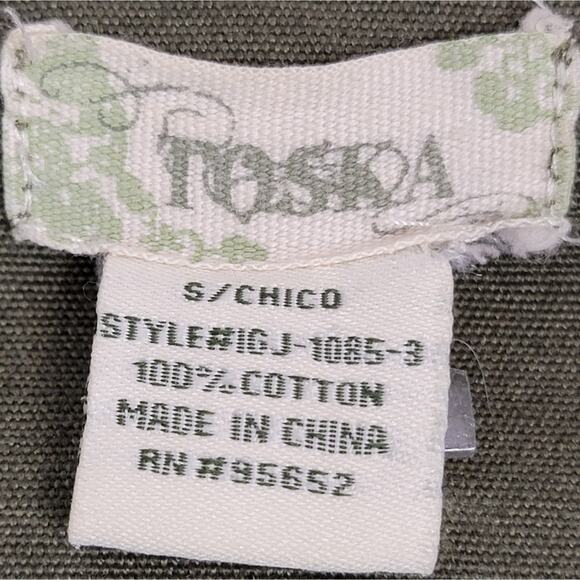 TOSKA
S/CHICO
STYLE#IGJ-1085-3
100% COTTON
MADE IN CHINA
RN #95652